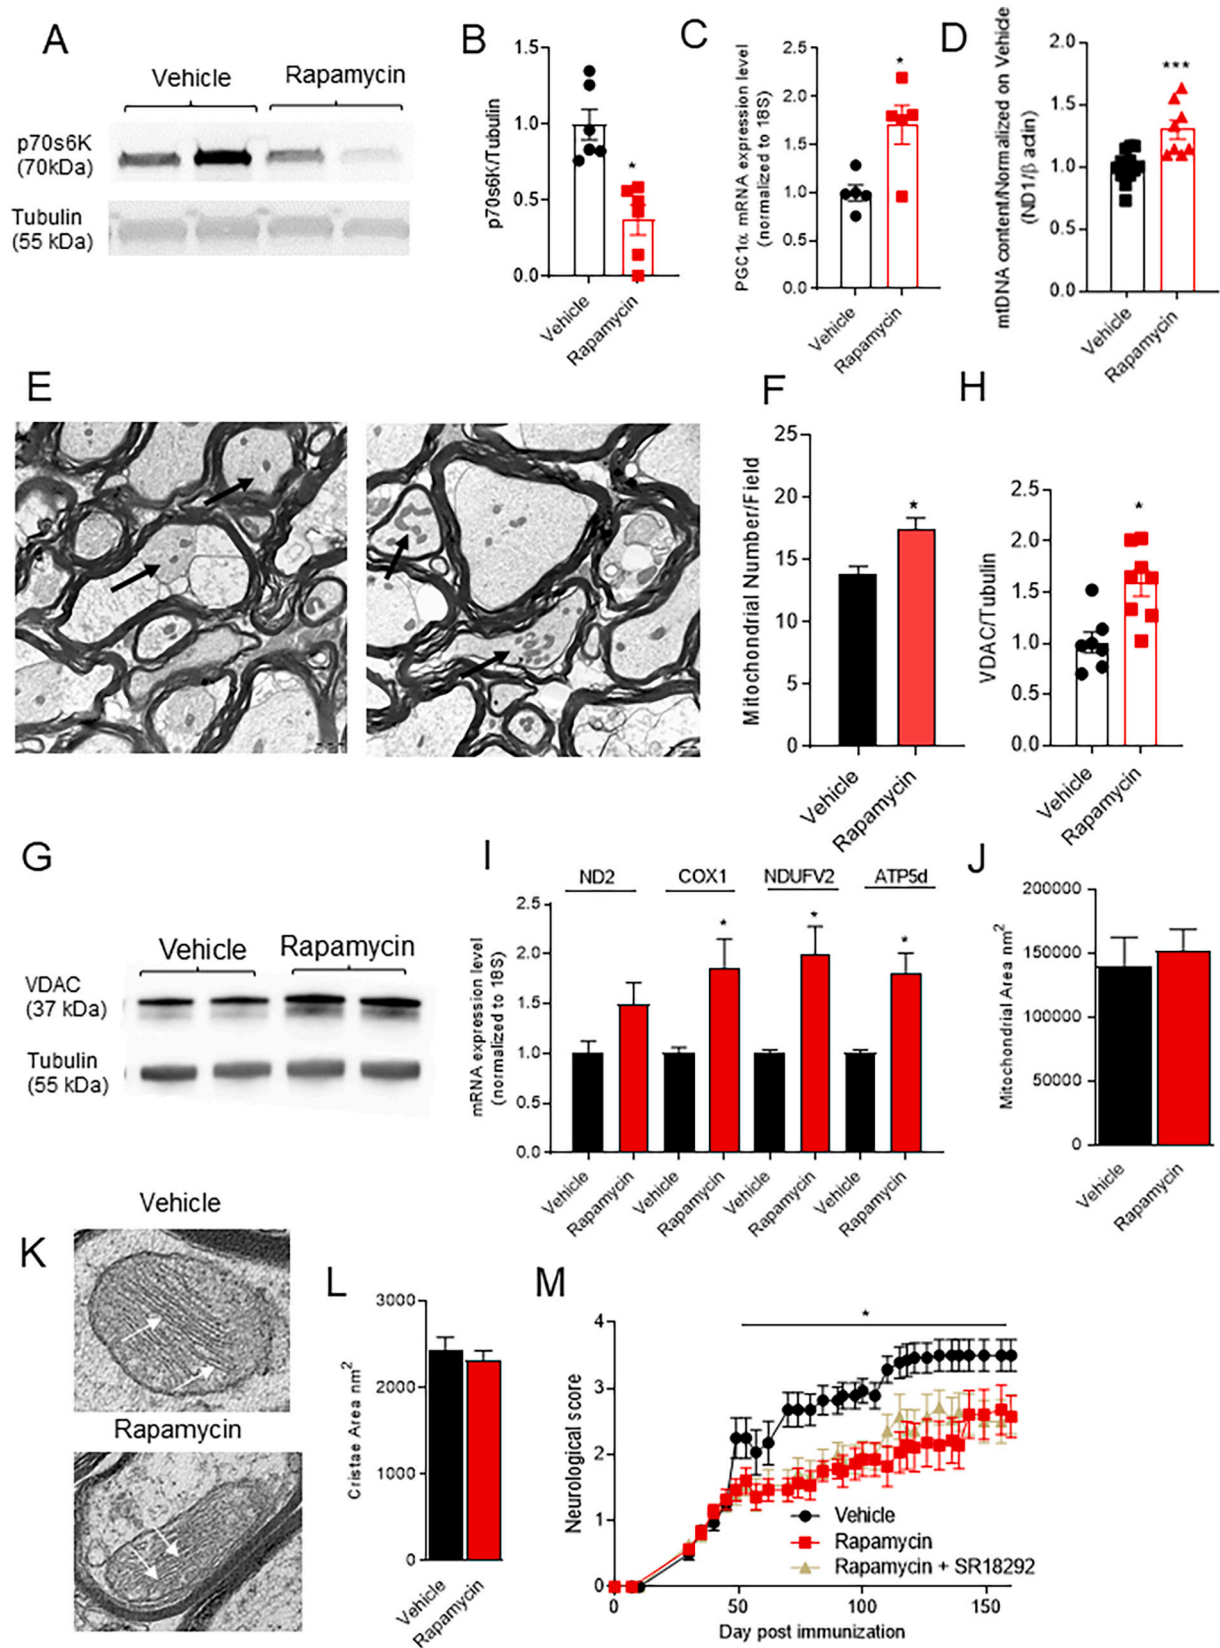 A
Vehicle
Rapamycin
p70s6K
(70kDa)
Tubulin
(55 kDa)
B
p70s6K/Tubulin
1.5
1.0
0.5
0.0
*
Vehicle
Rapamycin
C
PGC1α mRNA expression level
(normalized to 18S)
2.5
2.0
1.5
1.0
0.5
0.0
*
Vehicle
Rapamycin
D
mtDNA content/Normalized on Vehicle
(ND1/β actin)
2.0
1.5
1.0
0.5
0.0
***
Vehicle
Rapamycin
E
F
Mitochondrial Number/Field
25
20
15
10
5
0
*
Vehicle
Rapamycin
H
VDAC/Tubulin
2.5
2.0
1.5
1.0
0.5
0.0
*
Vehicle
Rapamycin
G
Vehicle
Rapamycin
VDAC
(37 kDa)
Tubulin
(55 kDa)
I
ND2
COX1
NDUFV2
ATP5d
mRNA expression level
(normalized to 18S)
2.5
2.0
1.5
1.0
0.5
0.0
*
*
*
Vehicle
Rapamycin
Vehicle
Rapamycin
Vehicle
Rapamycin
Vehicle
Rapamycin
J
Mitochondrial Area nm²
200000
150000
100000
50000
0
Vehicle
Rapamycin
K
Vehicle
Rapamycin
L
Cristae Area nm²
3000
2000
1000
0
Vehicle
Rapamycin
M
Neurological score
4
3
2
1
0
*
Vehicle
Rapamycin
Rapamycin + SR18292
0
50
100
150
Day post immunization